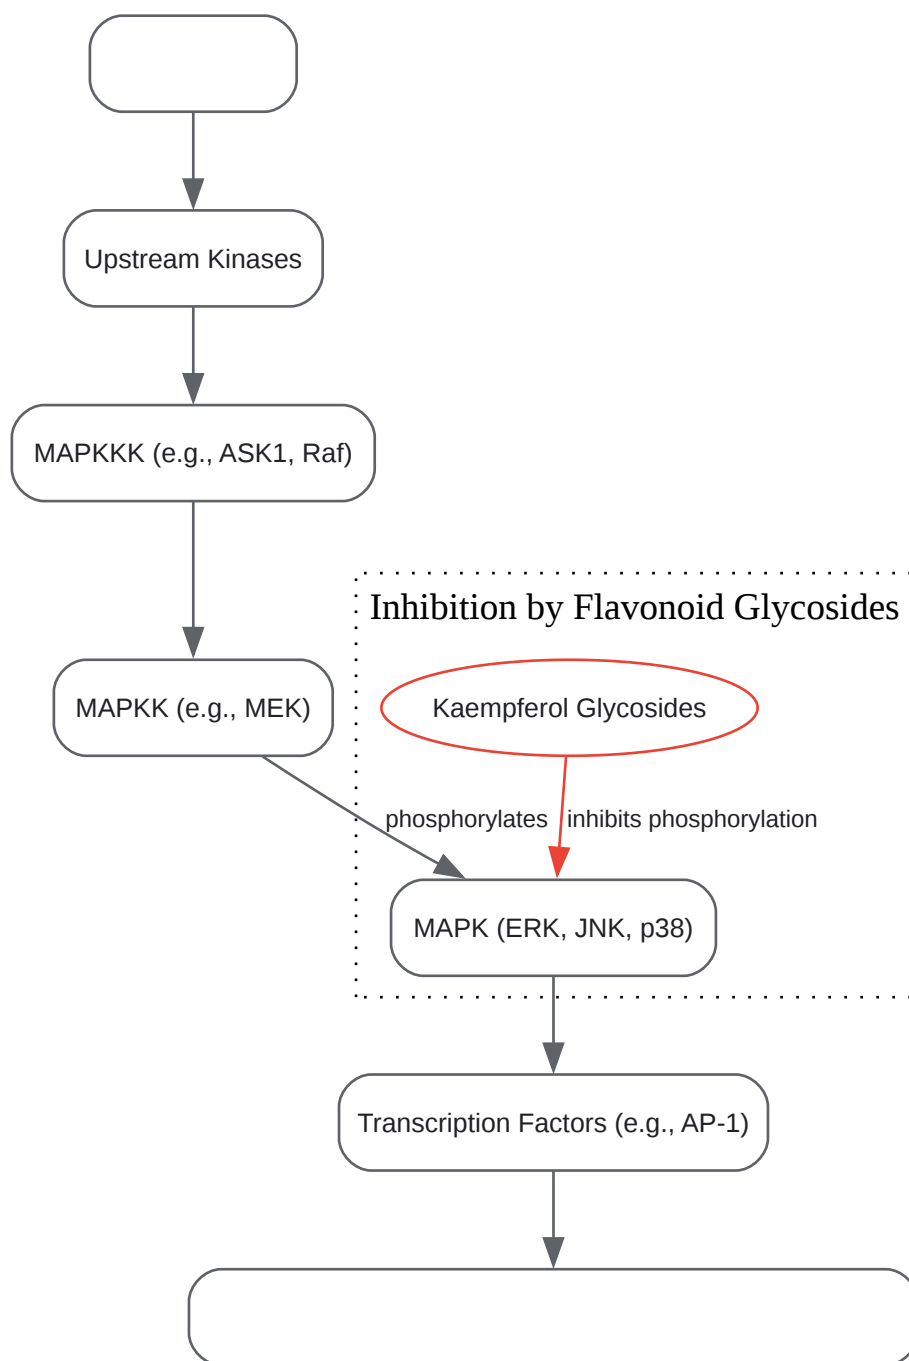 Upstream Kinases
MAPKKK (e.g., ASK1, Raf)
Inhibition by Flavonoid Glycosides
MAPKK (e.g., MEK)
Kaempferol Glycosides
phosphorylates
inhibits phosphorylation
MAPK (ERK, JNK, p38)
Transcription Factors (e.g., AP-1)